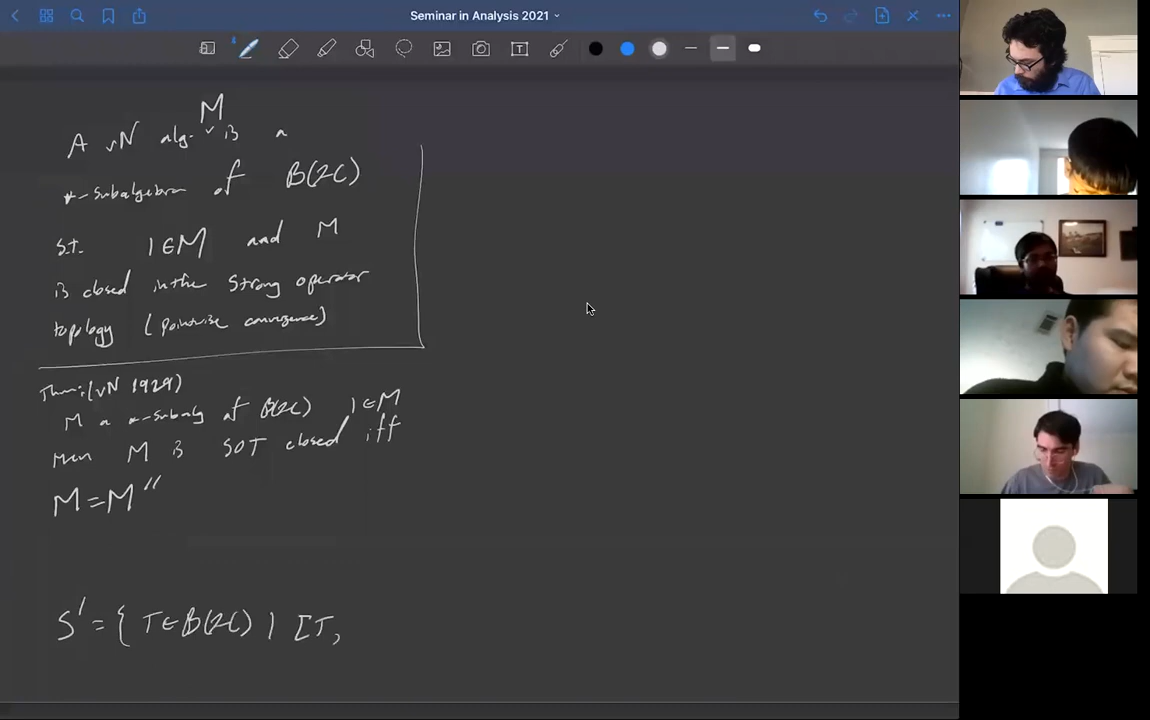 Seminar in Analysis 2021
M
A vN alg. ˅ is a
*-subalgebra of B(ℋ)
s.t. 1∈M and M
is closed in the strong operator
topology (pointwise convergence)
Thm: (vN 1929)
M a *-subalg of B(ℋ) 1∈M
then M is SOT closed iff
M=M''
S' = { T∈B(ℋ) | [T,